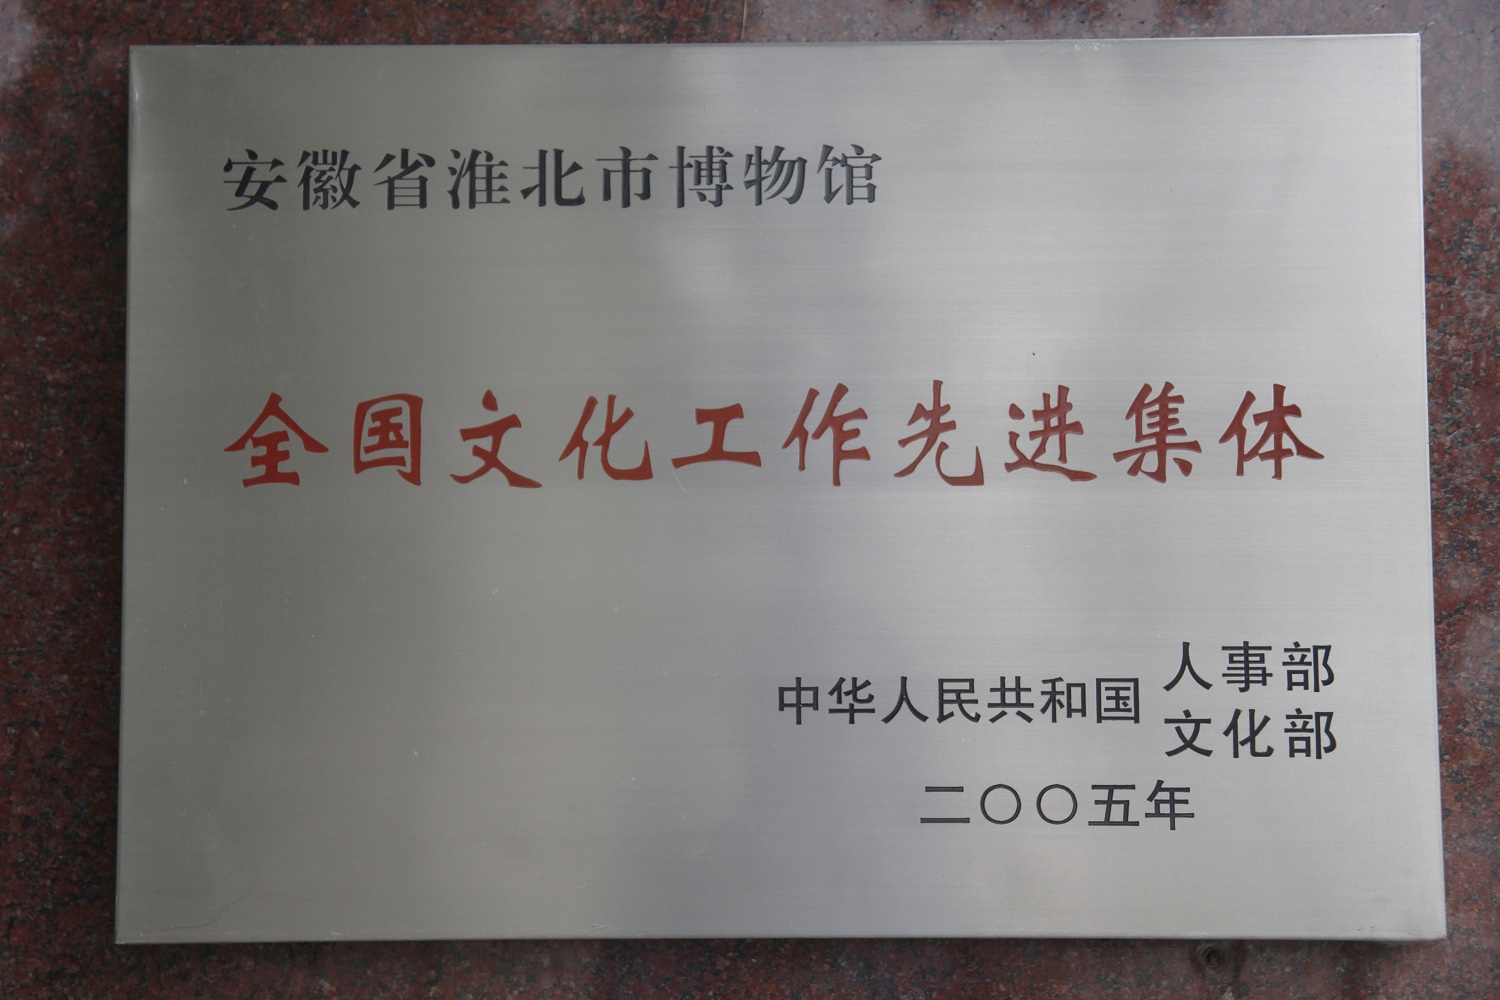 安徽省淮北市博物馆
全国文化工作先进集体
中华人民共和国
人事部
文化部
二〇〇五年